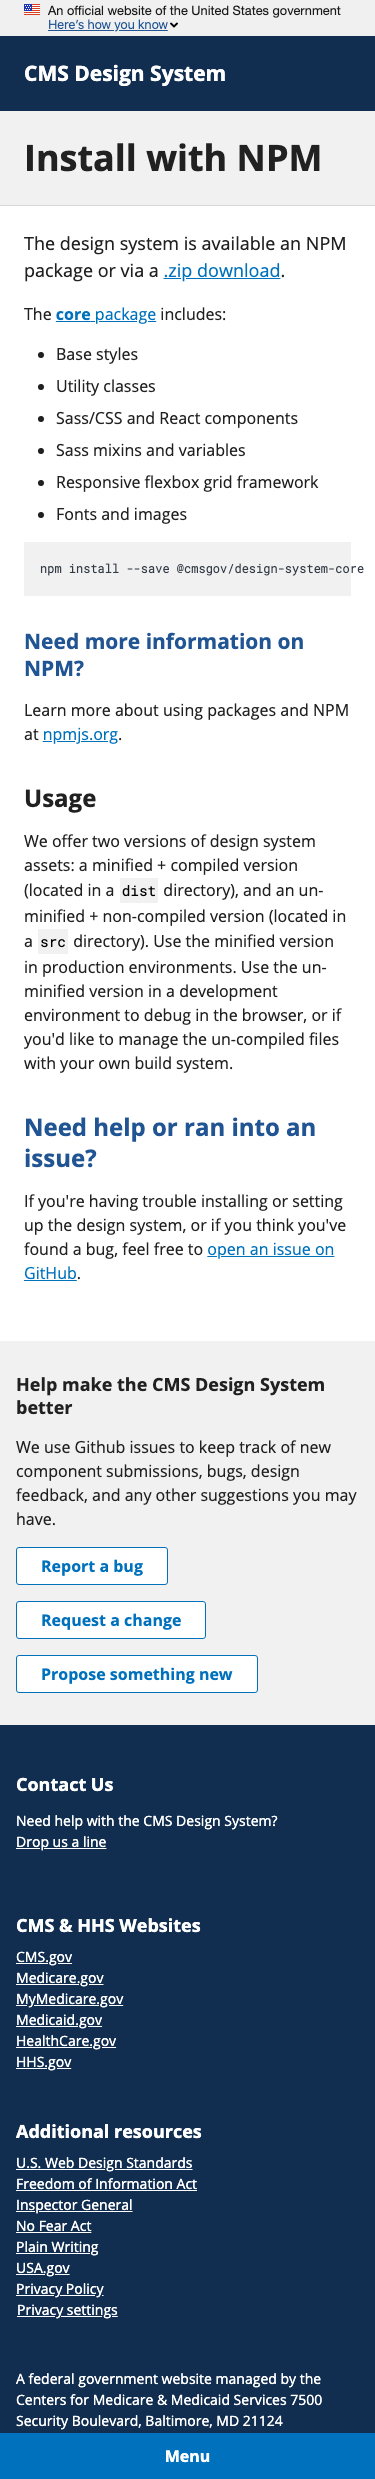 An official website of the United States government
Here's how you know
CMS Design System
Install with NPM
The design system is available an NPM
package or via a .zip download.
The core package includes:
Base styles
Utility classes
Sass/CSS and React components
Sass mixins and variables
Responsive flexbox grid framework
Fonts and images
npm install --save @cmsgov/design-system-core
Need more information on
NPM?
Learn more about using packages and NPM
at npmjs.org.
Usage
We offer two versions of design system
assets: a minified + compiled version
(located in a dist directory), and an un-
minified + non-compiled version (located in
a src directory). Use the minified version
in production environments. Use the un-
minified version in a development
environment to debug in the browser, or if
you'd like to manage the un-compiled files
with your own build system.
Need help or ran into an
issue?
If you're having trouble installing or setting
up the design system, or if you think you've
found a bug, feel free to open an issue on
GitHub.
Help make the CMS Design System
better
We use Github issues to keep track of new
component submissions, bugs, design
feedback, and any other suggestions you may
have.
Report a bug
Request a change
Propose something new
Contact Us
Need help with the CMS Design System?
Drop us a line
CMS & HHS Websites
CMS.gov
Medicare.gov
MyMedicare.gov
Medicaid.gov
HealthCare.gov
HHS.gov
Additional resources
U.S. Web Design Standards
Freedom of Information Act
Inspector General
No Fear Act
Plain Writing
USA.gov
Privacy Policy
Privacy settings
A federal government website managed by the
Centers for Medicare & Medicaid Services 7500
Security Boulevard, Baltimore, MD 21124
Menu